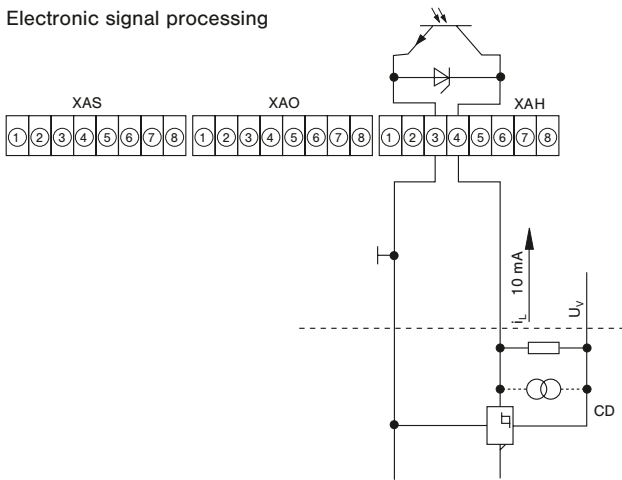 Electronic signal processing
XAS
XAO
XAH
1 2 3 4 5 6 7 8
1 2 3 4 5 6 7 8
1 2 3 4 5 6 7 8
iL 10 mA
UV
CD